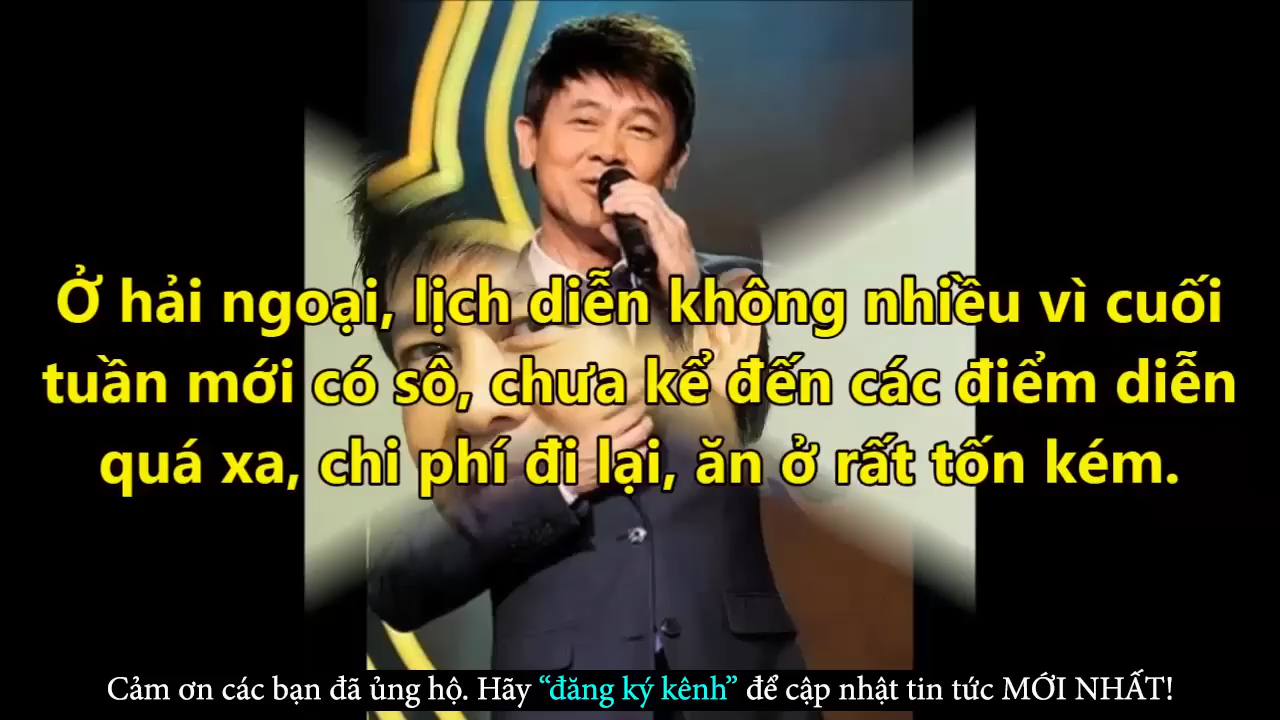 Ở hải ngoại, lịch diễn không nhiều vì cuối
tuần mới có sô, chưa kể đến các điểm diễn
quá xa, chi phí đi lại, ăn ở rất tốn kém.
Cảm ơn các bạn đã ủng hộ. Hãy “đăng ký kênh” để cập nhật tin tức MỚI NHẤT!